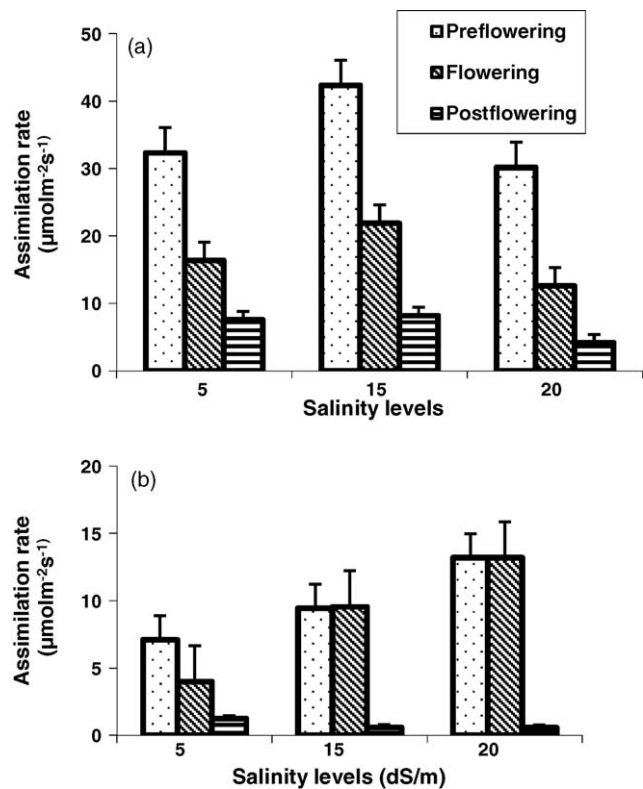 (a)
Preflowering
Flowering
Postflowering
Assimilation rate
(µmolm-2s-1)
50
40
30
20
10
0
5 15 20
Salinity levels
(b)
Assimilation rate
(µmolm-2s-1)
20
15
10
5
0
5 15 20
Salinity levels (dS/m)